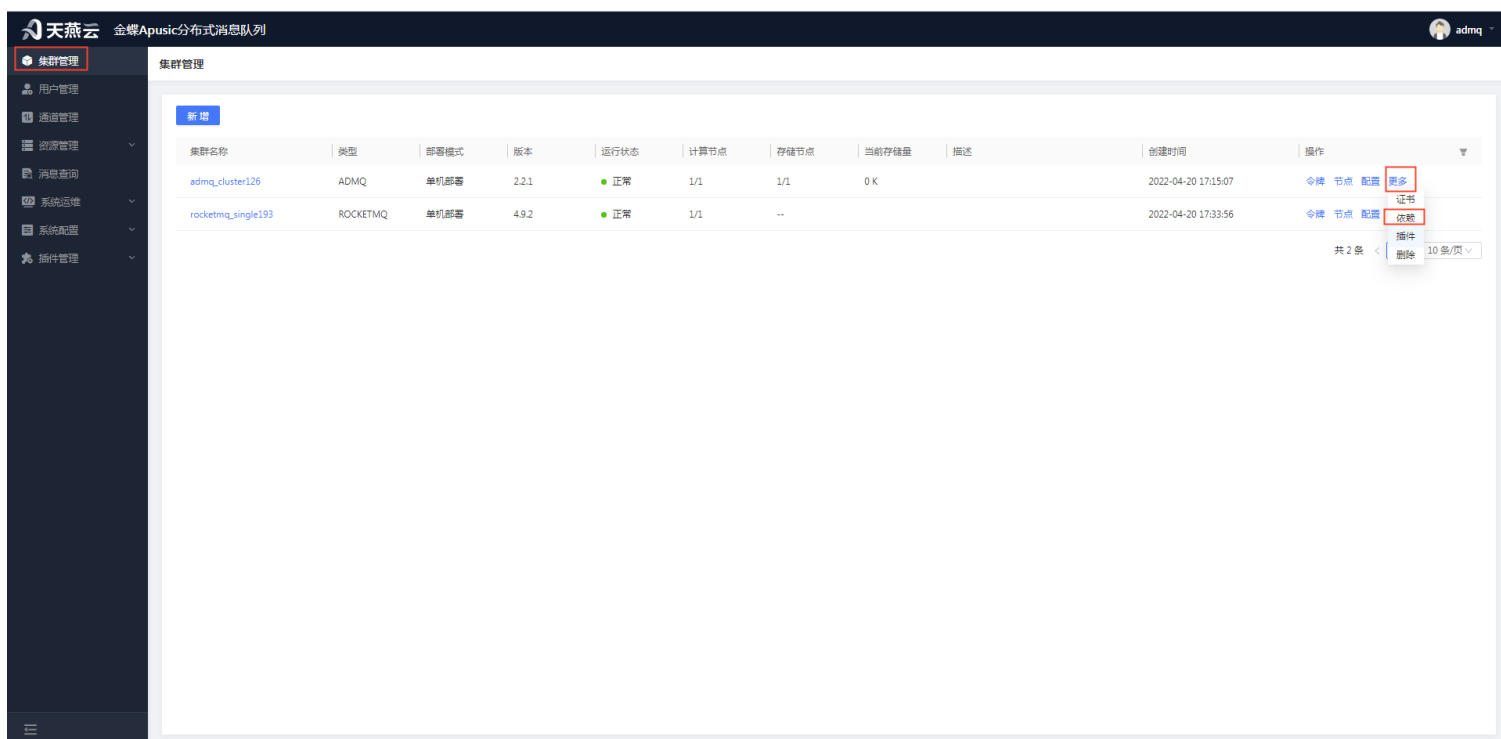 天燕云 金蝶Apusic分布式消息队列 admq
集群管理
用户管理
通道管理
资源管理
消息查询
系统运维
系统配置
插件管理
集群管理
新增
集群名称 类型 部署模式 版本 运行状态 计算节点 存储节点 当前存储量 描述 创建时间 操作
admq_cluster126 ADMQ 单机部署 2.2.1 正常 1/1 1/1 0 K 2022-04-20 17:15:07 令牌 节点 配置 更多
rocketmq_single193 ROCKETMQ 单机部署 4.9.2 正常 1/1 -- 2022-04-20 17:33:56 令牌 节点 配置
证书
依赖
插件
删除
共 2 条 < 10 条/页